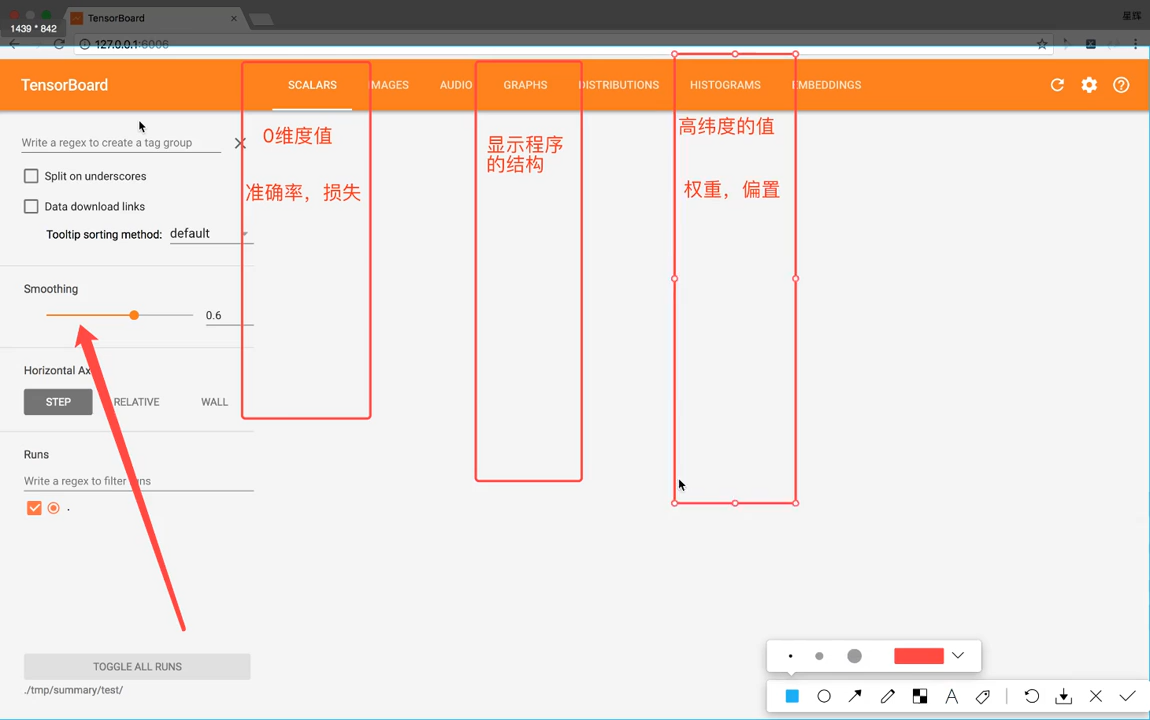 1439 * 842
TensorBoard
星辉
127.0.0.1:6006
TensorBoard
SCALARS
IMAGES
AUDIO
GRAPHS
DISTRIBUTIONS
HISTOGRAMS
EMBEDDINGS
Write a regex to create a tag group
0维度值
显示程序
的结构
高纬度的值
Split on underscores
准确率，损失
权重，偏置
Data download links
Tooltip sorting method: default
Smoothing
0.6
Horizontal Ax
STEP
RELATIVE
WALL
Runs
Write a regex to filter runs
.
TOGGLE ALL RUNS
./tmp/summary/test/